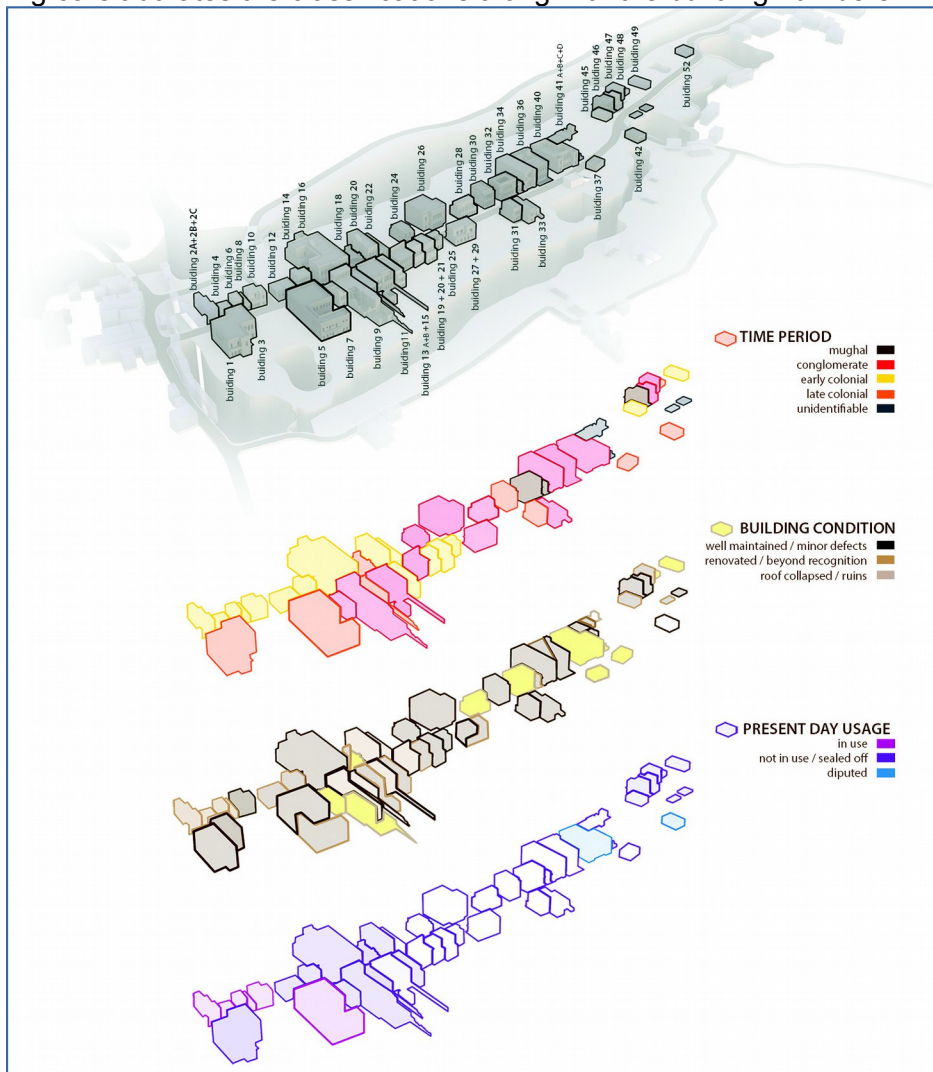 buiding 2A+2B+2C
buiding 4
buiding 6
buiding 8
buiding 10
buiding 12
buiding 14
buiding 16
buiding 18
buiding 20
buiding 22
buiding 24
buiding 26
buiding 28
buiding 30
buiding 32
buiding 34
buiding 36
buiding 40
buiding 41 A+B+C+D
buiding 45
buiding 46
buiding 47
buiding 48
buiding 49
buiding 52
buiding 1
buiding 3
buiding 5
buiding 7
buiding 9
buiding11
buiding 13 A+B +15
buiding 19 + 20 + 21
buiding 25
buiding 27 + 29
buiding 31
buiding 33
buiding 37
buiding 42
TIME PERIOD
mughal
conglomerate
early colonial
late colonial
unidentifiable
BUILDING CONDITION
well maintained / minor defects
renovated / beyond recognition
roof collapsed / ruins
PRESENT DAY USAGE
in use
not in use / sealed off
diputed